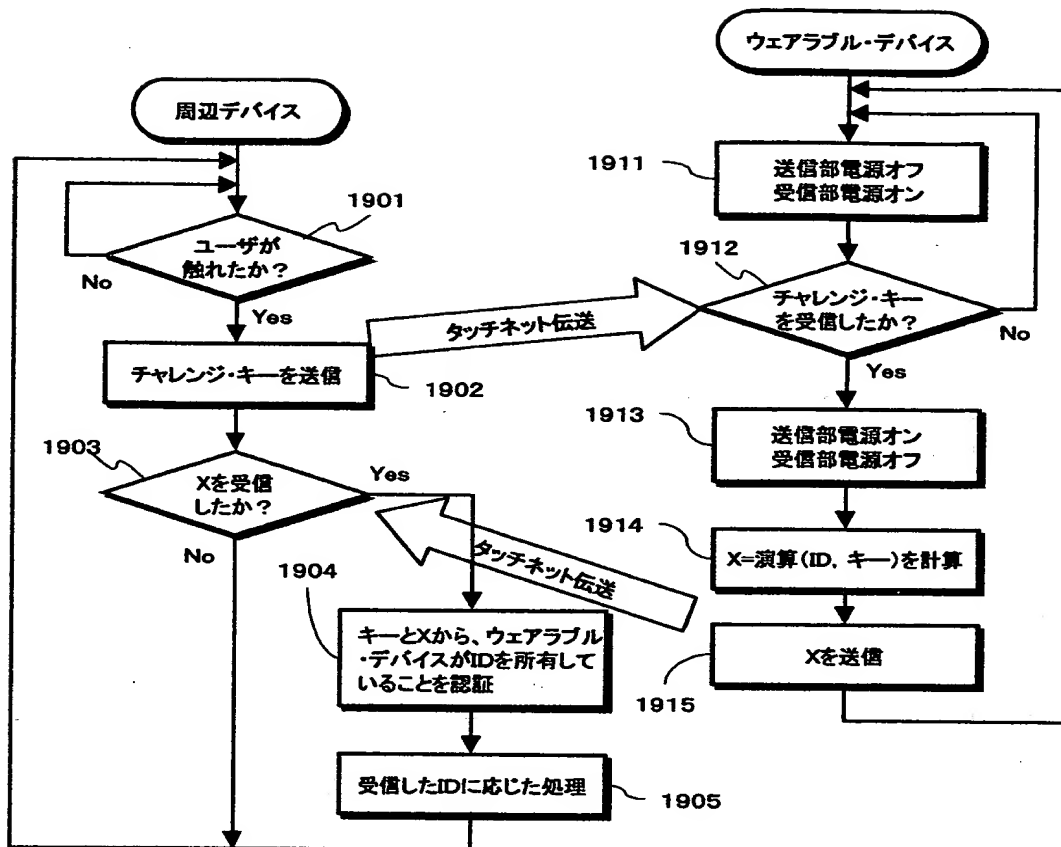 周辺デバイス
1901
ユーザが
触れたか？
No
Yes
チャレンジ・キーを送信
1902
タッチネット伝送
1903
Xを受信
したか？
Yes
No
1904
キーとXから、ウェアラブル
・デバイスがIDを所有して
いることを認証
受信したIDに応じた処理
1905
ウェアラブル・デバイス
1911
送信部電源オフ
受信部電源オン
1912
チャレンジ・キー
を受信したか？
No
Yes
1913
送信部電源オン
受信部電源オフ
1914
X=演算（ID，キー）を計算
タッチネット伝送
Xを送信
1915